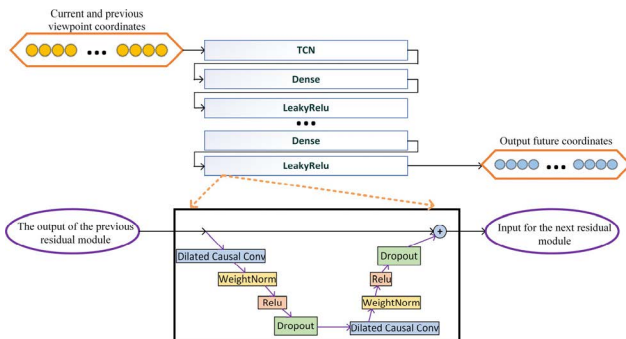 Current and previous
viewpoint coordinates
TCN
Dense
LeakyRelu
Dense
LeakyRelu
Output future coordinates
The output of the previous
residual module
Dilated Causal Conv
WeightNorm
Relu
Dropout
Dilated Causal Conv
WeightNorm
Relu
Dropout
+
Input for the next residual
module